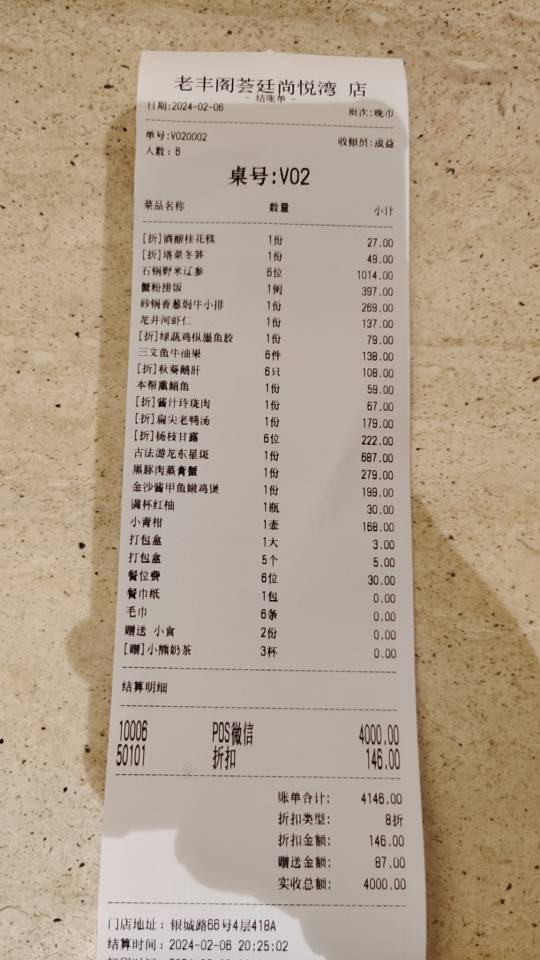 老丰阁荟廷尚悦湾 店
- 结账单 -
日期:2024-02-06 班次:晚市
单号:V020002 收银员:成益
人数: 6
桌号:V02
菜品名称 数量 小计
[折]酒酿桂花糕 1份 27.00
[折]塔菜冬笋 1份 49.00
石锅野米辽参 6位 1014.00
蟹粉捞饭 1例 397.00
砂锅香葱焗牛小排 1份 269.00
龙井河虾仁 1份 137.00
[折]绿蔬鸡枞 鱼胶 1份 79.00
三文鱼牛油果 6件 138.00
[折]秋葵鹅肝 6只 108.00
本帮熏鲳鱼 1份 59.00
[折]酱汁玲珑肉 1份 67.00
[折]扁尖老鸭汤 1份 179.00
[折]杨枝甘露 6位 222.00
古法游龙东星斑 1份 687.00
黑豚肉蒸膏蟹 1份 279.00
金沙酱甲鱼嫩鸡煲 1份 199.00
满杯红柚 1瓶 30.00
小青柑 1壶 168.00
打包盒 1大 3.00
打包盒 5个 5.00
餐位费 6位 30.00
餐巾纸 1包 0.00
毛巾 6条 0.00
赠送 小食 2份 0.00
[赠]小熊奶茶 3杯 0.00
结算明细
10006 POS微信 4000.00
50101 折扣 146.00
账单合计: 4146.00
折扣类型: 8折
折扣金额: 146.00
赠送金额: 87.00
实收总额: 4000.00
门店地址: 银城路66号4层418A
结算时间: 2024-02-06 20:25:02